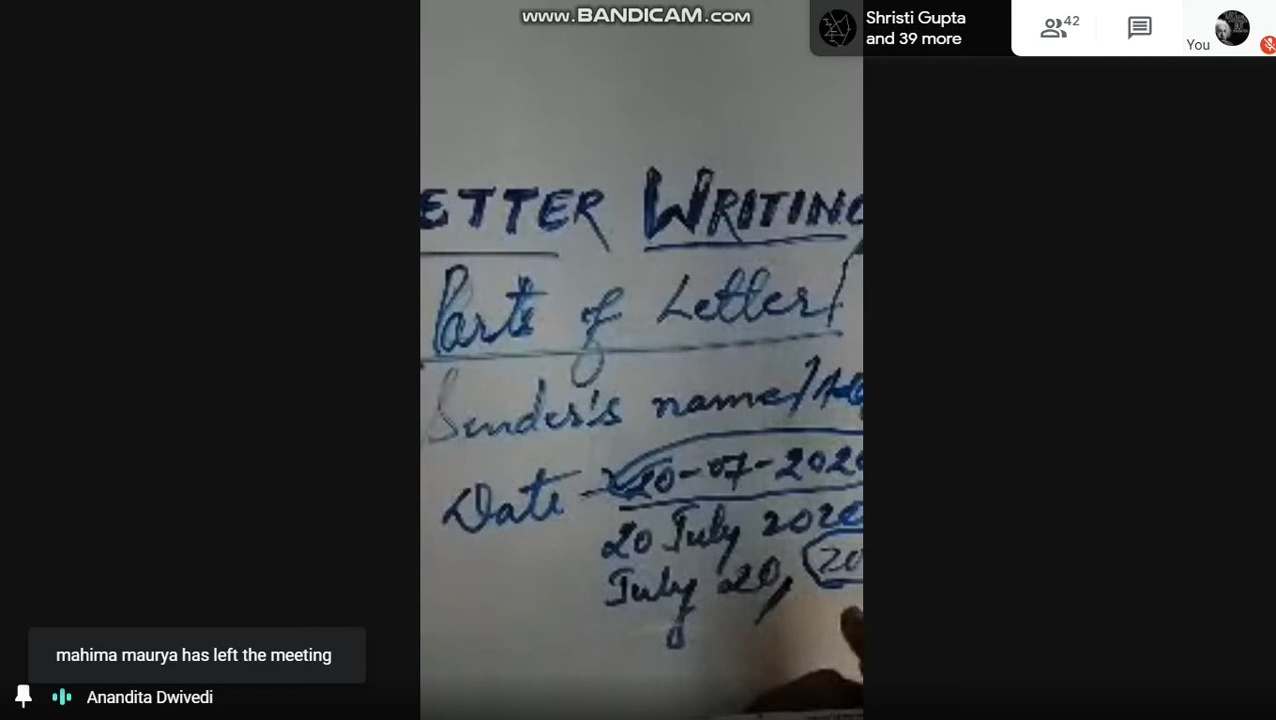 www.BANDICAM.com
Shristi Gupta
and 39 more
42
You
ETTER WRITING
Parts of Letter/
Sender's name/
Date → 20-07-2020
20 July 2020
July 20, 20
mahima maurya has left the meeting
Anandita Dwivedi